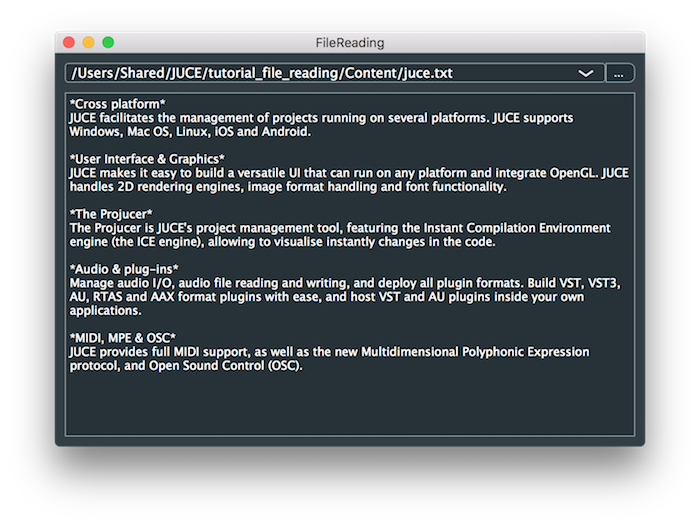 FileReading
/Users/Shared/JUCE/tutorial_file_reading/Content/juce.txt
...
*Cross platform*
JUCE facilitates the management of projects running on several platforms. JUCE supports
Windows, Mac OS, Linux, iOS and Android.
*User Interface & Graphics*
JUCE makes it easy to build a versatile UI that can run on any platform and integrate OpenGL. JUCE
handles 2D rendering engines, image format handling and font functionality.
*The Projucer*
The Projucer is JUCE's project management tool, featuring the Instant Compilation Environment
engine (the ICE engine), allowing to visualise instantly changes in the code.
*Audio & plug-ins*
Manage audio I/O, audio file reading and writing, and deploy all plugin formats. Build VST, VST3,
AU, RTAS and AAX format plugins with ease, and host VST and AU plugins inside your own
applications.
*MIDI, MPE & OSC*
JUCE provides full MIDI support, as well as the new Multidimensional Polyphonic Expression
protocol, and Open Sound Control (OSC).